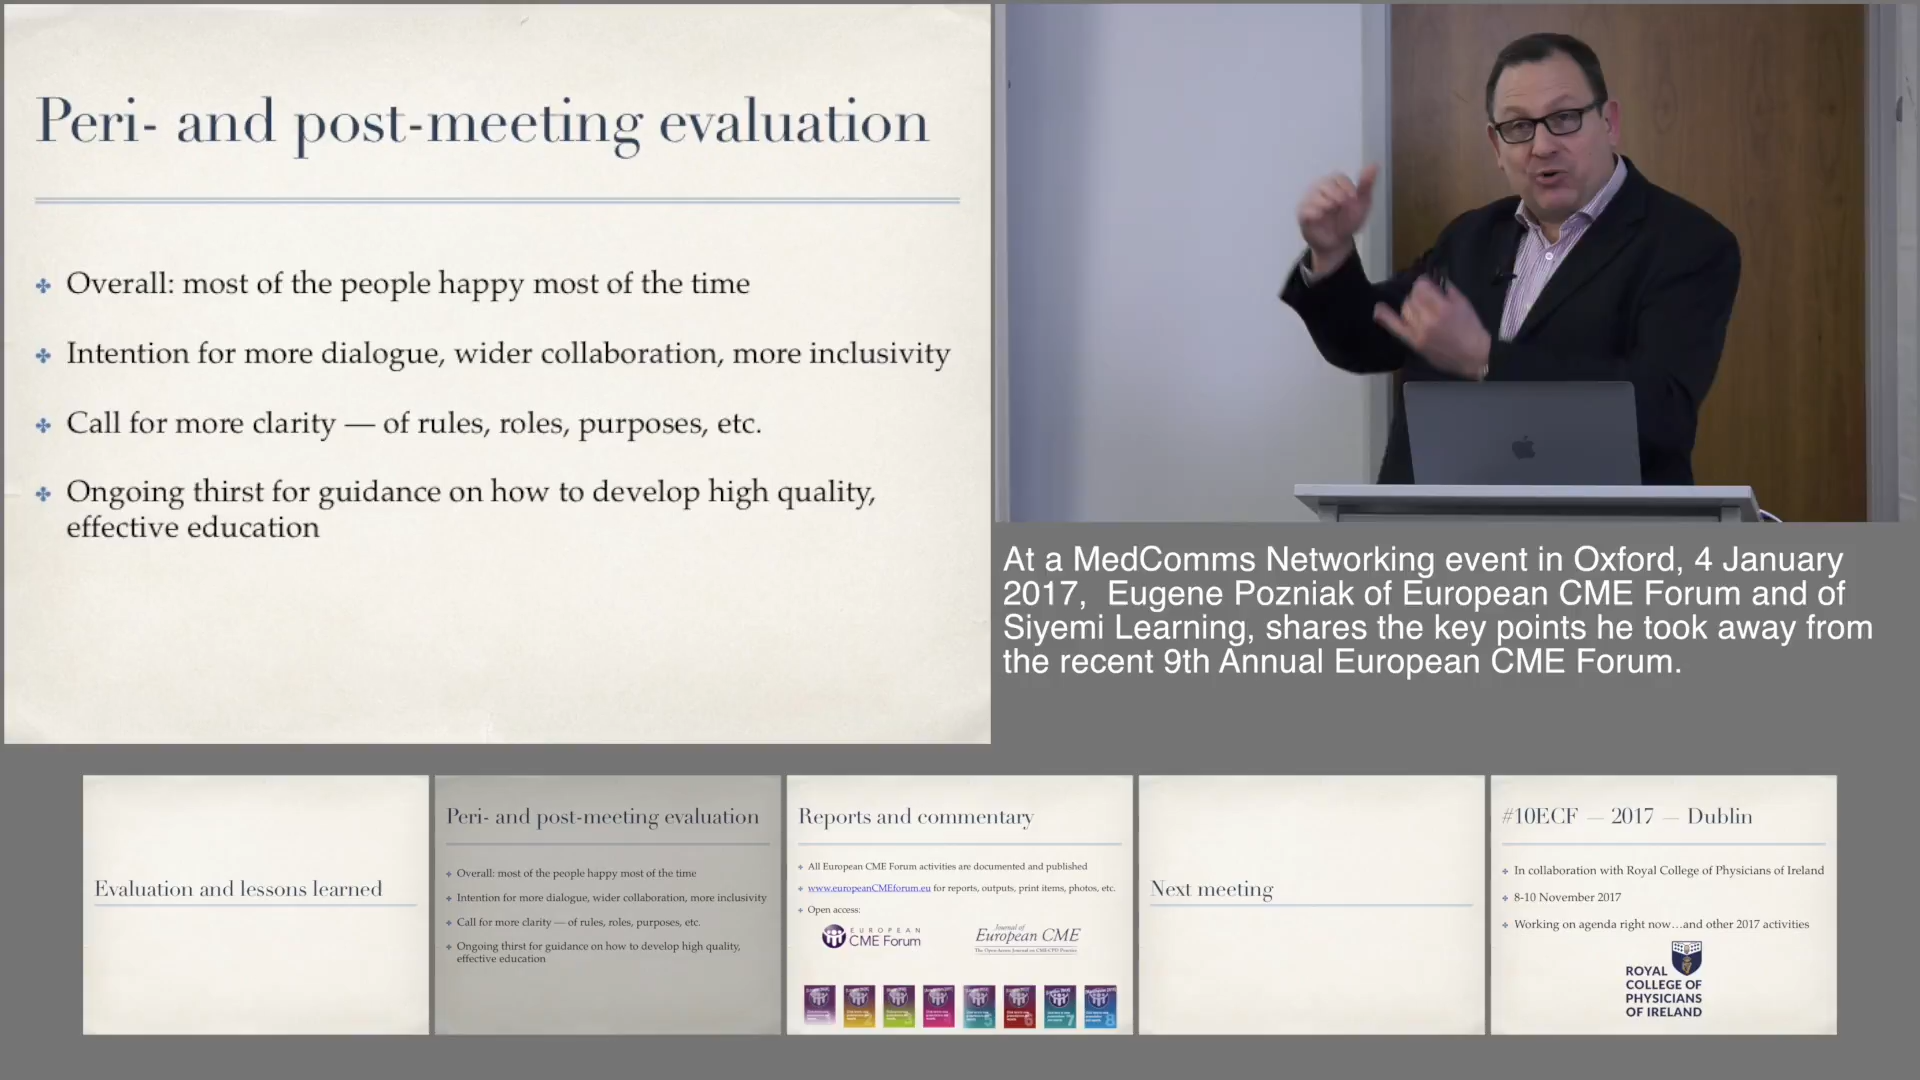 Peri- and post-meeting evaluation
Overall: most of the people happy most of the time
Intention for more dialogue, wider collaboration, more inclusivity
Call for more clarity — of rules, roles, purposes, etc.
Ongoing thirst for guidance on how to develop high quality,
effective education
At a MedComms Networking event in Oxford, 4 January
2017,  Eugene Pozniak of European CME Forum and of
Siyemi Learning, shares the key points he took away from
the recent 9th Annual European CME Forum.
Evaluation and lessons learned
Peri- and post-meeting evaluation
Overall: most of the people happy most of the time
Intention for more dialogue, wider collaboration, more inclusivity
Call for more clarity — of rules, roles, purposes, etc.
Ongoing thirst for guidance on how to develop high quality,
effective education
Reports and commentary
All European CME Forum activities are documented and published
www.europeanCMEforum.eu for reports, outputs, print items, photos, etc.
Open access:
EUROPEAN
CME Forum
Journal of
European CME
2 3 5 6 7 8
Next meeting
#10ECF — 2017 — Dublin
In collaboration with Royal College of Physicians of Ireland
8-10 November 2017
Working on agenda right now…and other 2017 activities
ROYAL
COLLEGE OF
PHYSICIANS
OF IRELAND